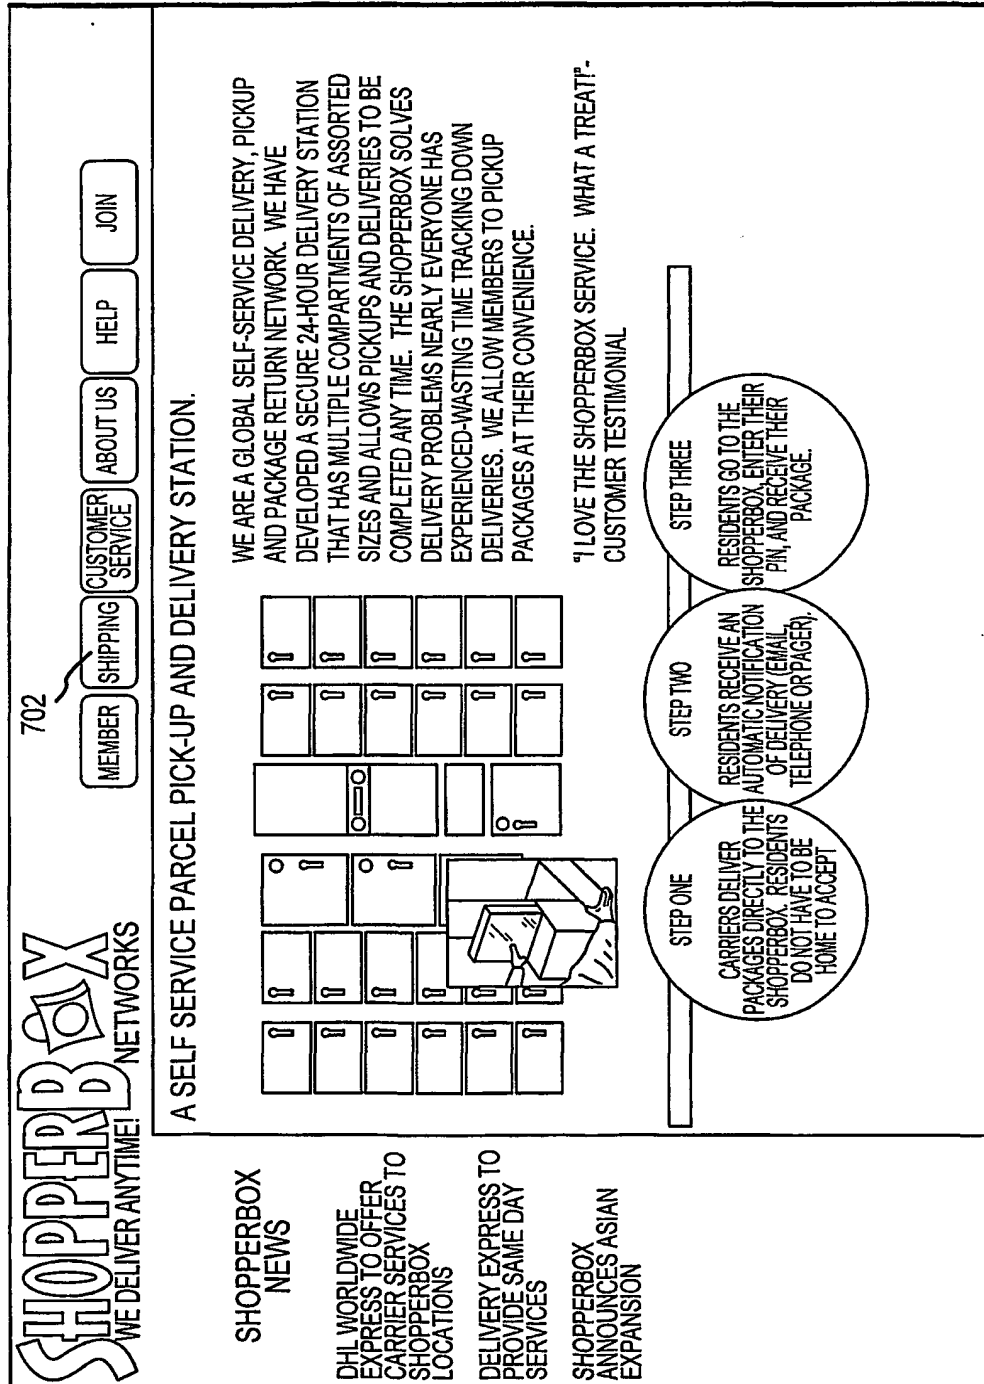 SHOPPERBOX
NETWORKS
WE DELIVER ANYTIME!
702
MEMBER
SHIPPING
CUSTOMER
SERVICE
ABOUT US
HELP
JOIN
A SELF SERVICE PARCEL PICK-UP AND DELIVERY STATION.
SHOPPERBOX
NEWS
DHL WORLDWIDE
EXPRESS TO OFFER
CARRIER SERVICES TO
SHOPPERBOX
LOCATIONS
DELIVERY EXPRESS TO
PROVIDE SAME DAY
SERVICES
SHOPPERBOX
ANNOUNCES ASIAN
EXPANSION
WE ARE A GLOBAL SELF-SERVICE DELIVERY, PICKUP
AND PACKAGE RETURN NETWORK. WE HAVE
DEVELOPED A SECURE 24-HOUR DELIVERY STATION
THAT HAS MULTIPLE COMPARTMENTS OF ASSORTED
SIZES AND ALLOWS PICKUPS AND DELIVERIES TO BE
COMPLETED ANY TIME. THE SHOPPERBOX SOLVES
DELIVERY PROBLEMS NEARLY EVERYONE HAS
EXPERIENCED-WASTING TIME TRACKING DOWN
DELIVERIES. WE ALLOW MEMBERS TO PICKUP
PACKAGES AT THEIR CONVENIENCE.
"I LOVE THE SHOPPERBOX SERVICE. WHAT A TREAT!"-
CUSTOMER TESTIMONIAL
STEP ONE
CARRIERS DELIVER
PACKAGES DIRECTLY TO THE
SHOPPERBOX. RESIDENTS
DO NOT HAVE TO BE
HOME TO ACCEPT
STEP TWO
RESIDENTS RECEIVE AN
AUTOMATIC NOTIFICATION
OF DELIVERY (EMAIL,
TELEPHONE OR PAGER).
STEP THREE
RESIDENTS GO TO THE
SHOPPERBOX, ENTER THEIR
PIN, AND RECEIVE THEIR
PACKAGE.